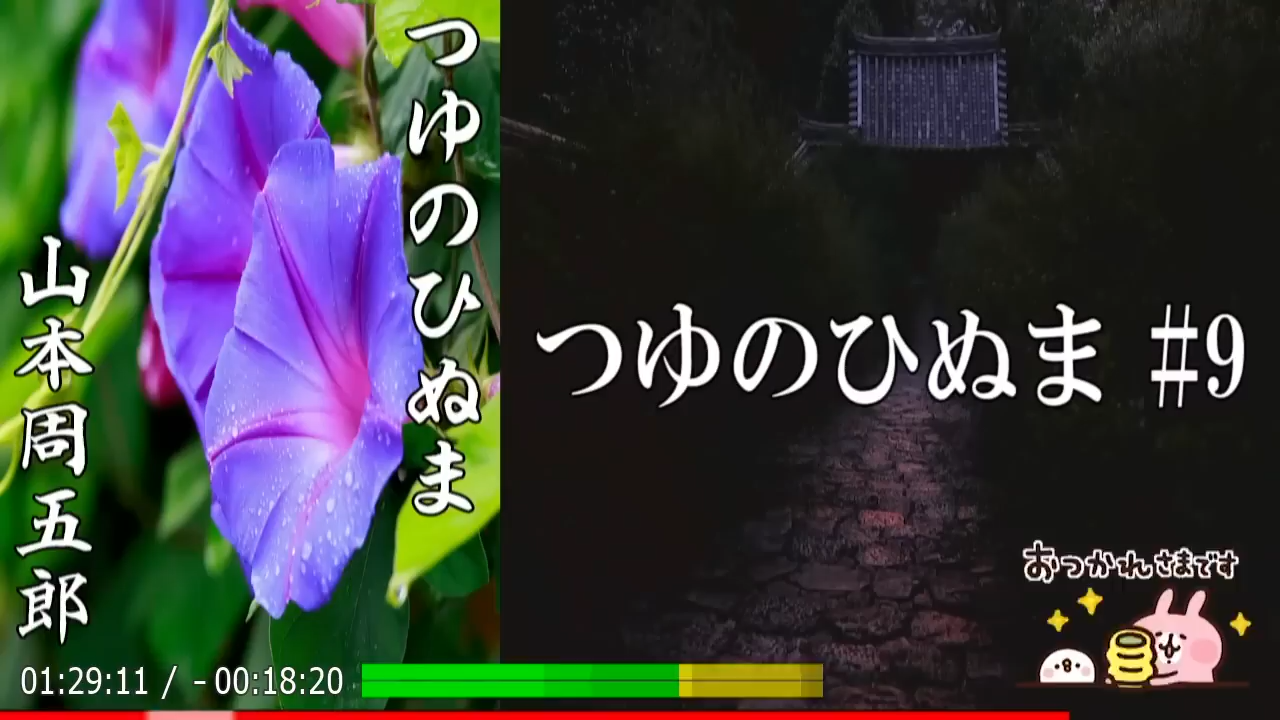 つゆのひぬま
山本周五郎
つゆのひぬま #9
おつかれさまです
01:29:11 / -00:18:20